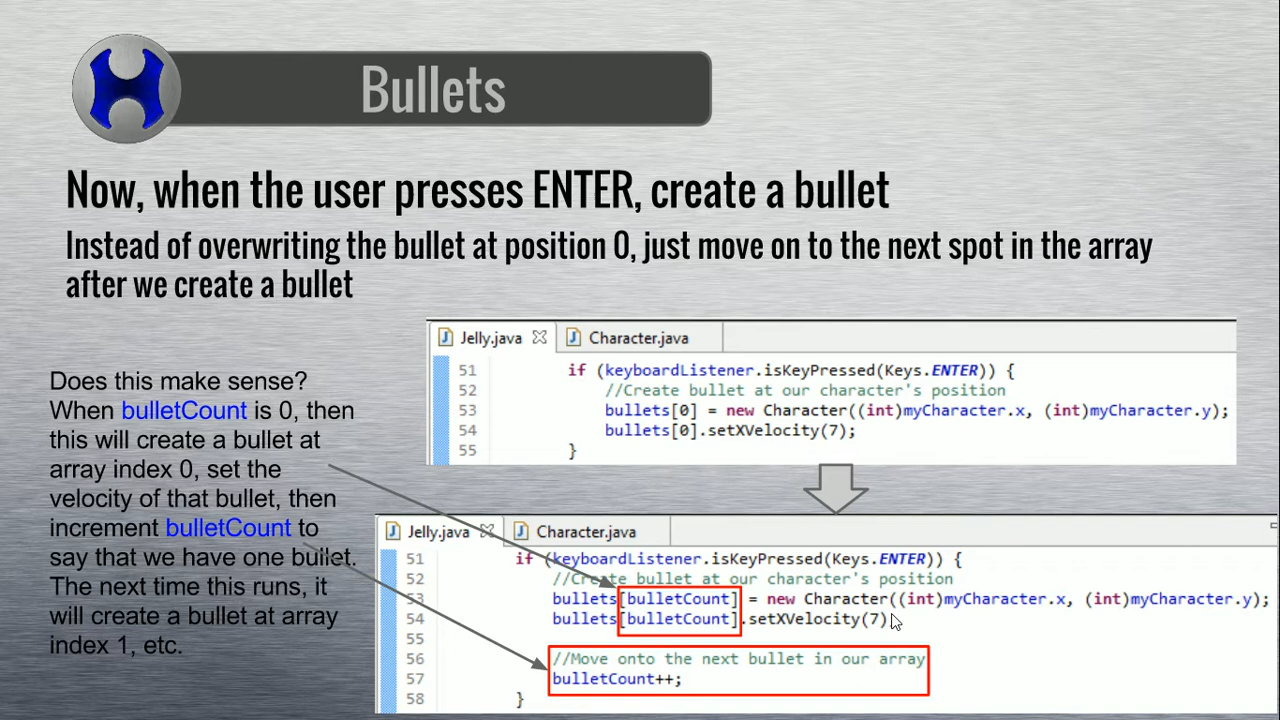 Bullets
Now, when the user presses ENTER, create a bullet
Instead of overwriting the bullet at position 0, just move on to the next spot in the array
after we create a bullet
Does this make sense?
When bulletCount is 0, then
this will create a bullet at
array index 0, set the
velocity of that bullet, then
increment bulletCount to
say that we have one bullet.
The next time this runs, it
will create a bullet at array
index 1, etc.
Jelly.java Character.java
51 if (keyboardListener.isKeyPressed(Keys.ENTER)) {
52 //Create bullet at our character's position
53 bullets[0] = new Character((int)myCharacter.x, (int)myCharacter.y);
54 bullets[0].setXVelocity(7);
55 }
Jelly.java Character.java
51 if (keyboardListener.isKeyPressed(Keys.ENTER)) {
52 //Create bullet at our character's position
53 bullets[bulletCount] = new Character((int)myCharacter.x, (int)myCharacter.y);
54 bullets[bulletCount].setXVelocity(7)
55
56 //Move onto the next bullet in our array
57 bulletCount++;
58 }